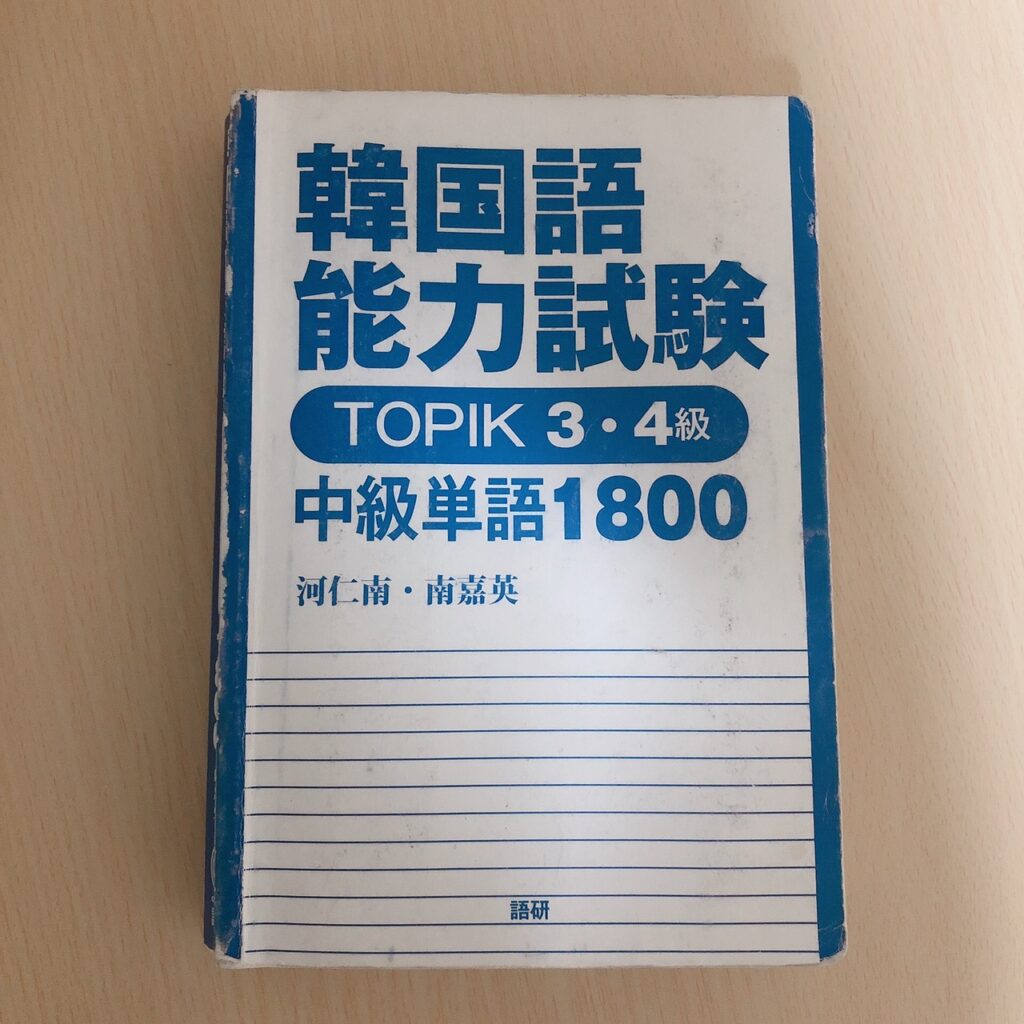 韓国語
能力試験
TOPIK 3・4級
中級単語1800
河仁南・南嘉英
語研